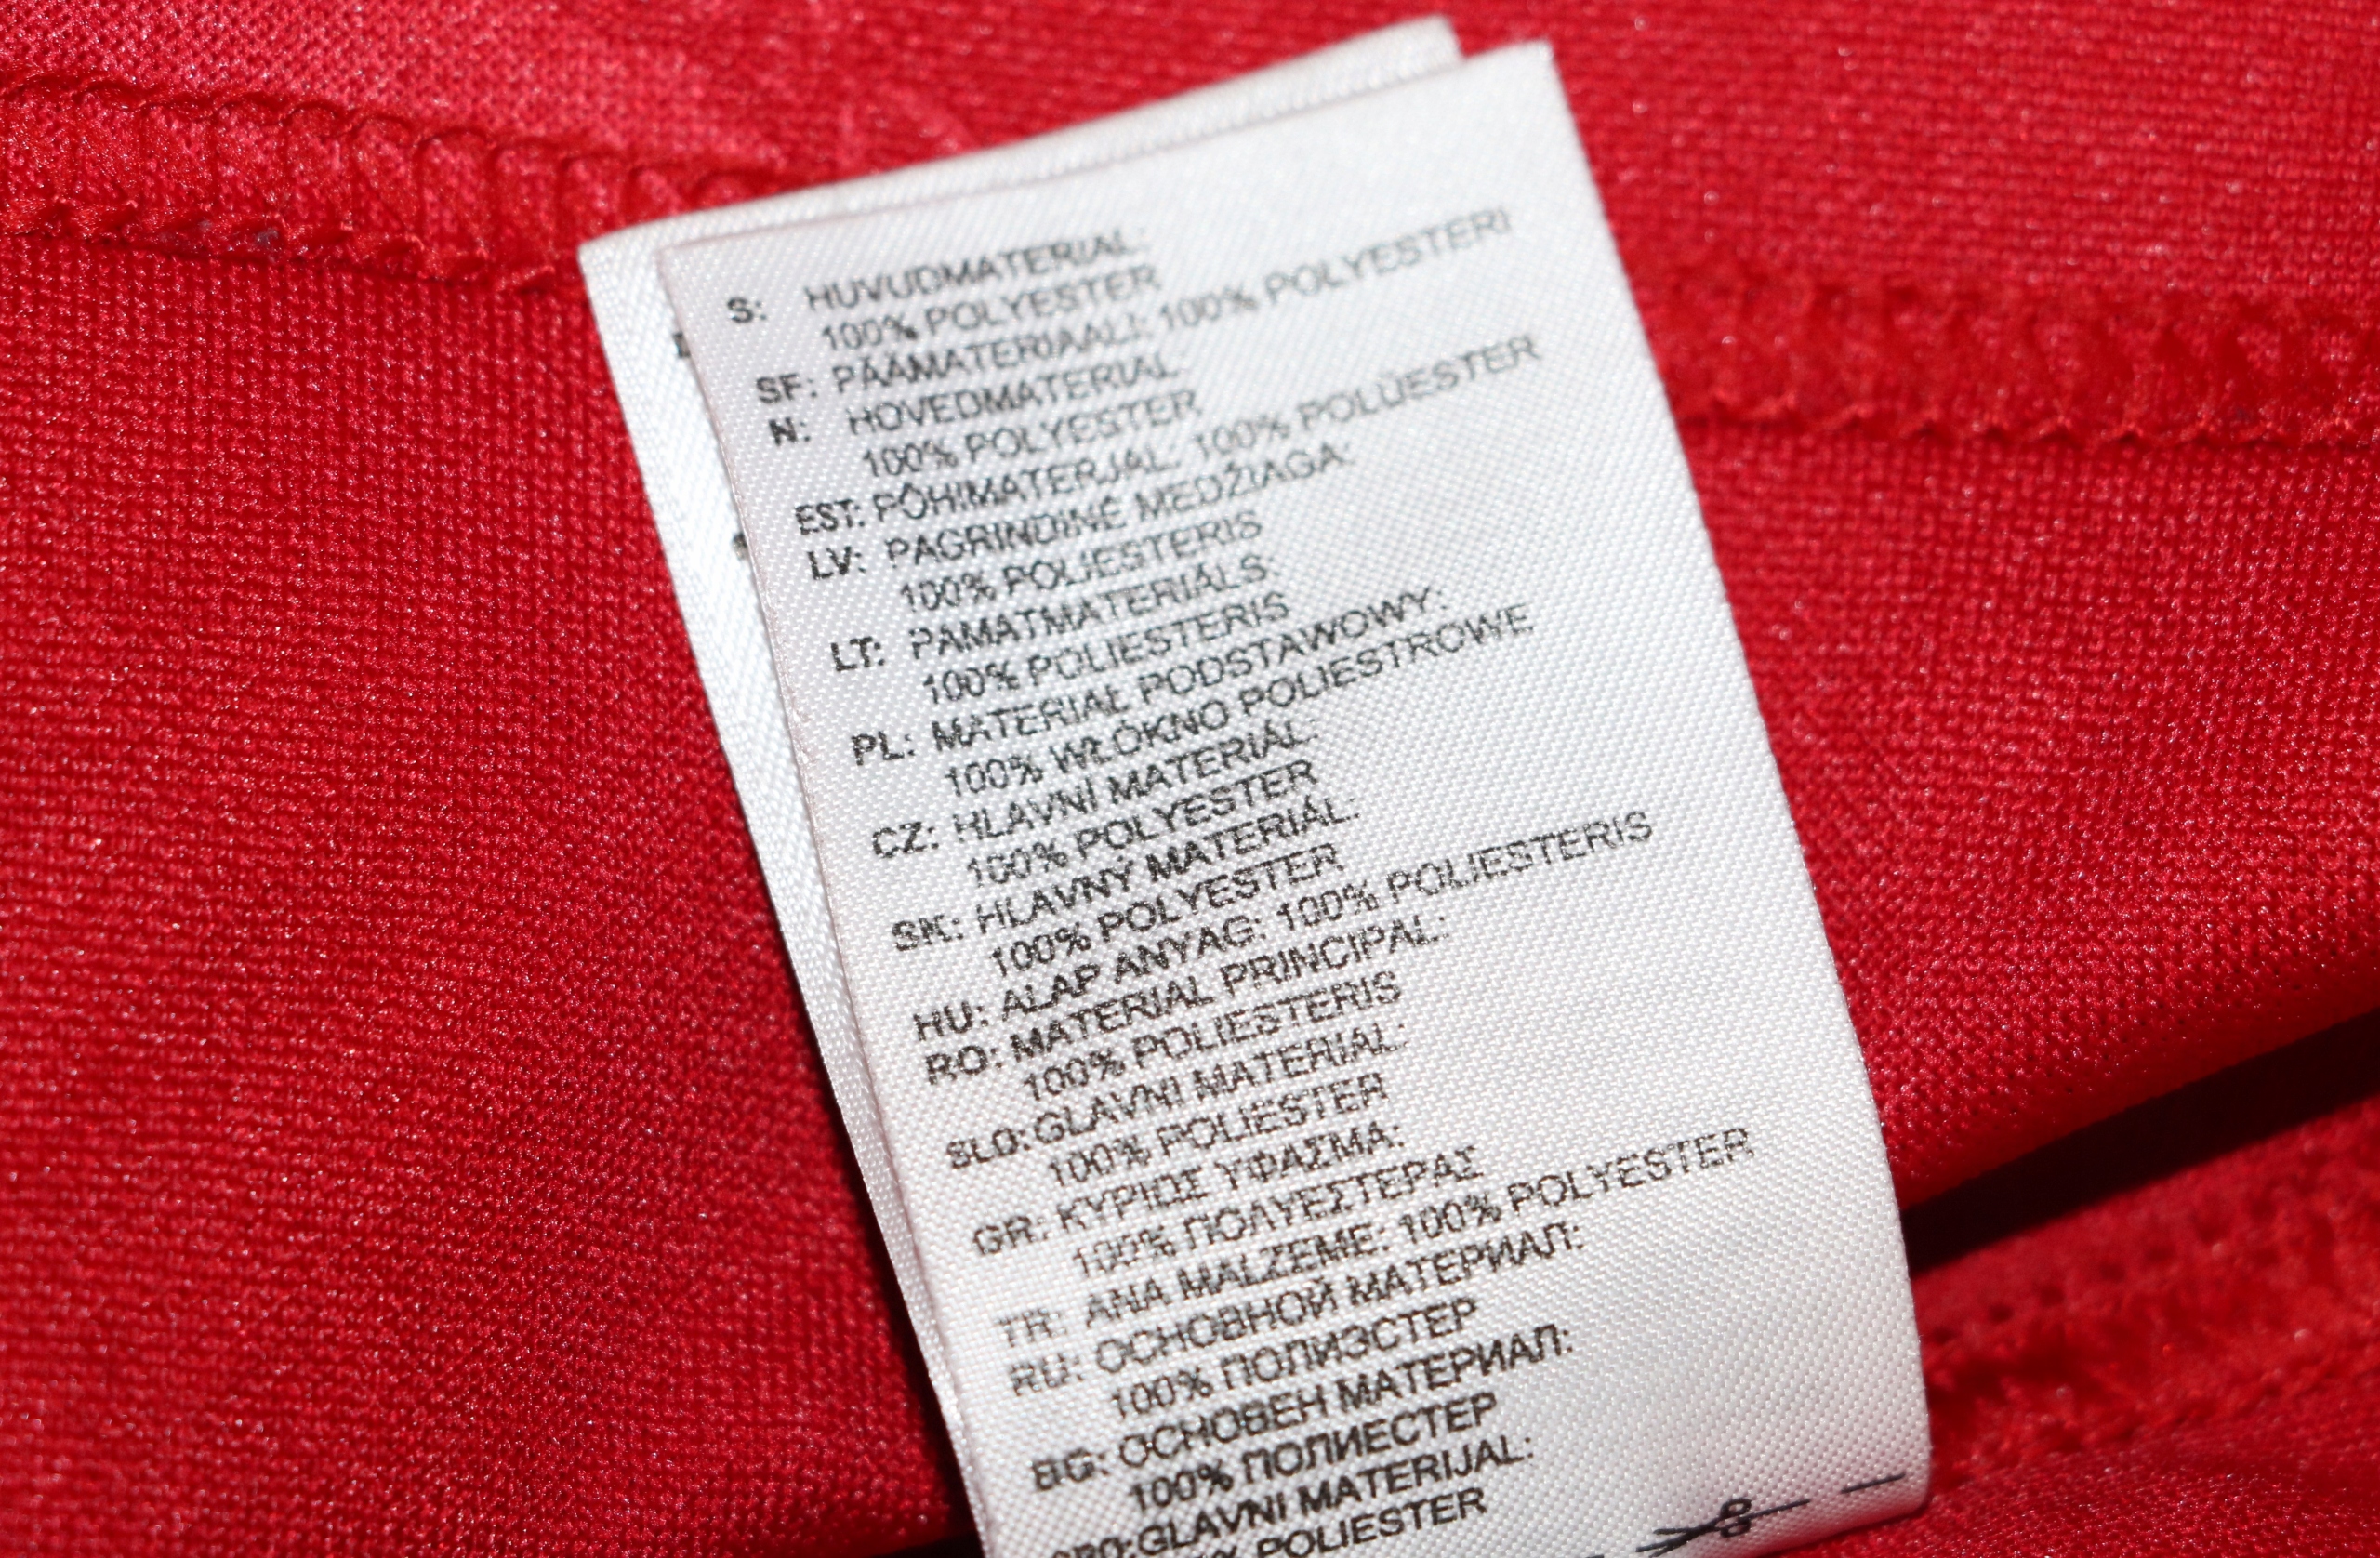 S: HUVUDMATERIAL:
100% POLYESTER
SF: PÄÄMATERIAALI: 100% POLYESTERI
N: HOVEDMATERIAL
100% POLYESTER
EST: PÕHIMATERJAL: 100% POLÜESTER
LV: PAGRINDINĖ MEDŽIAGA:
100% POLIESTERIS
LT: PAMATMATERIĀLS:
100% POLIESTERIS
PL: MATERIAŁ PODSTAWOWY:
100% WŁÓKNO POLIESTROWE
CZ: HLAVNÍ MATERIÁL:
100% POLYESTER
SK: HLAVNÝ MATERIÁL:
100% POLYESTER
HU: ALAP ANYAG: 100% POLIESTERIS
RO: MATERIAL PRINCIPAL:
100% POLIESTERIS
SLO: GLAVNI MATERIAL:
100% POLIESTER
GR: ΚΥΡΙΩΣ ΥΦΑΣΜΑ:
100% ΠΟΛΥΕΣΤΕΡΑΣ
TR: ANA MALZEME: 100% POLYESTER
RU: ОСНОВНОЙ МАТЕРИАЛ:
100% ПОЛИЭСТЕР
BG: ОСНОВЕН МАТЕРИАЛ:
100% ПОЛИЕСТЕР
GLAVNI MATERIJAL:
POLIESTER